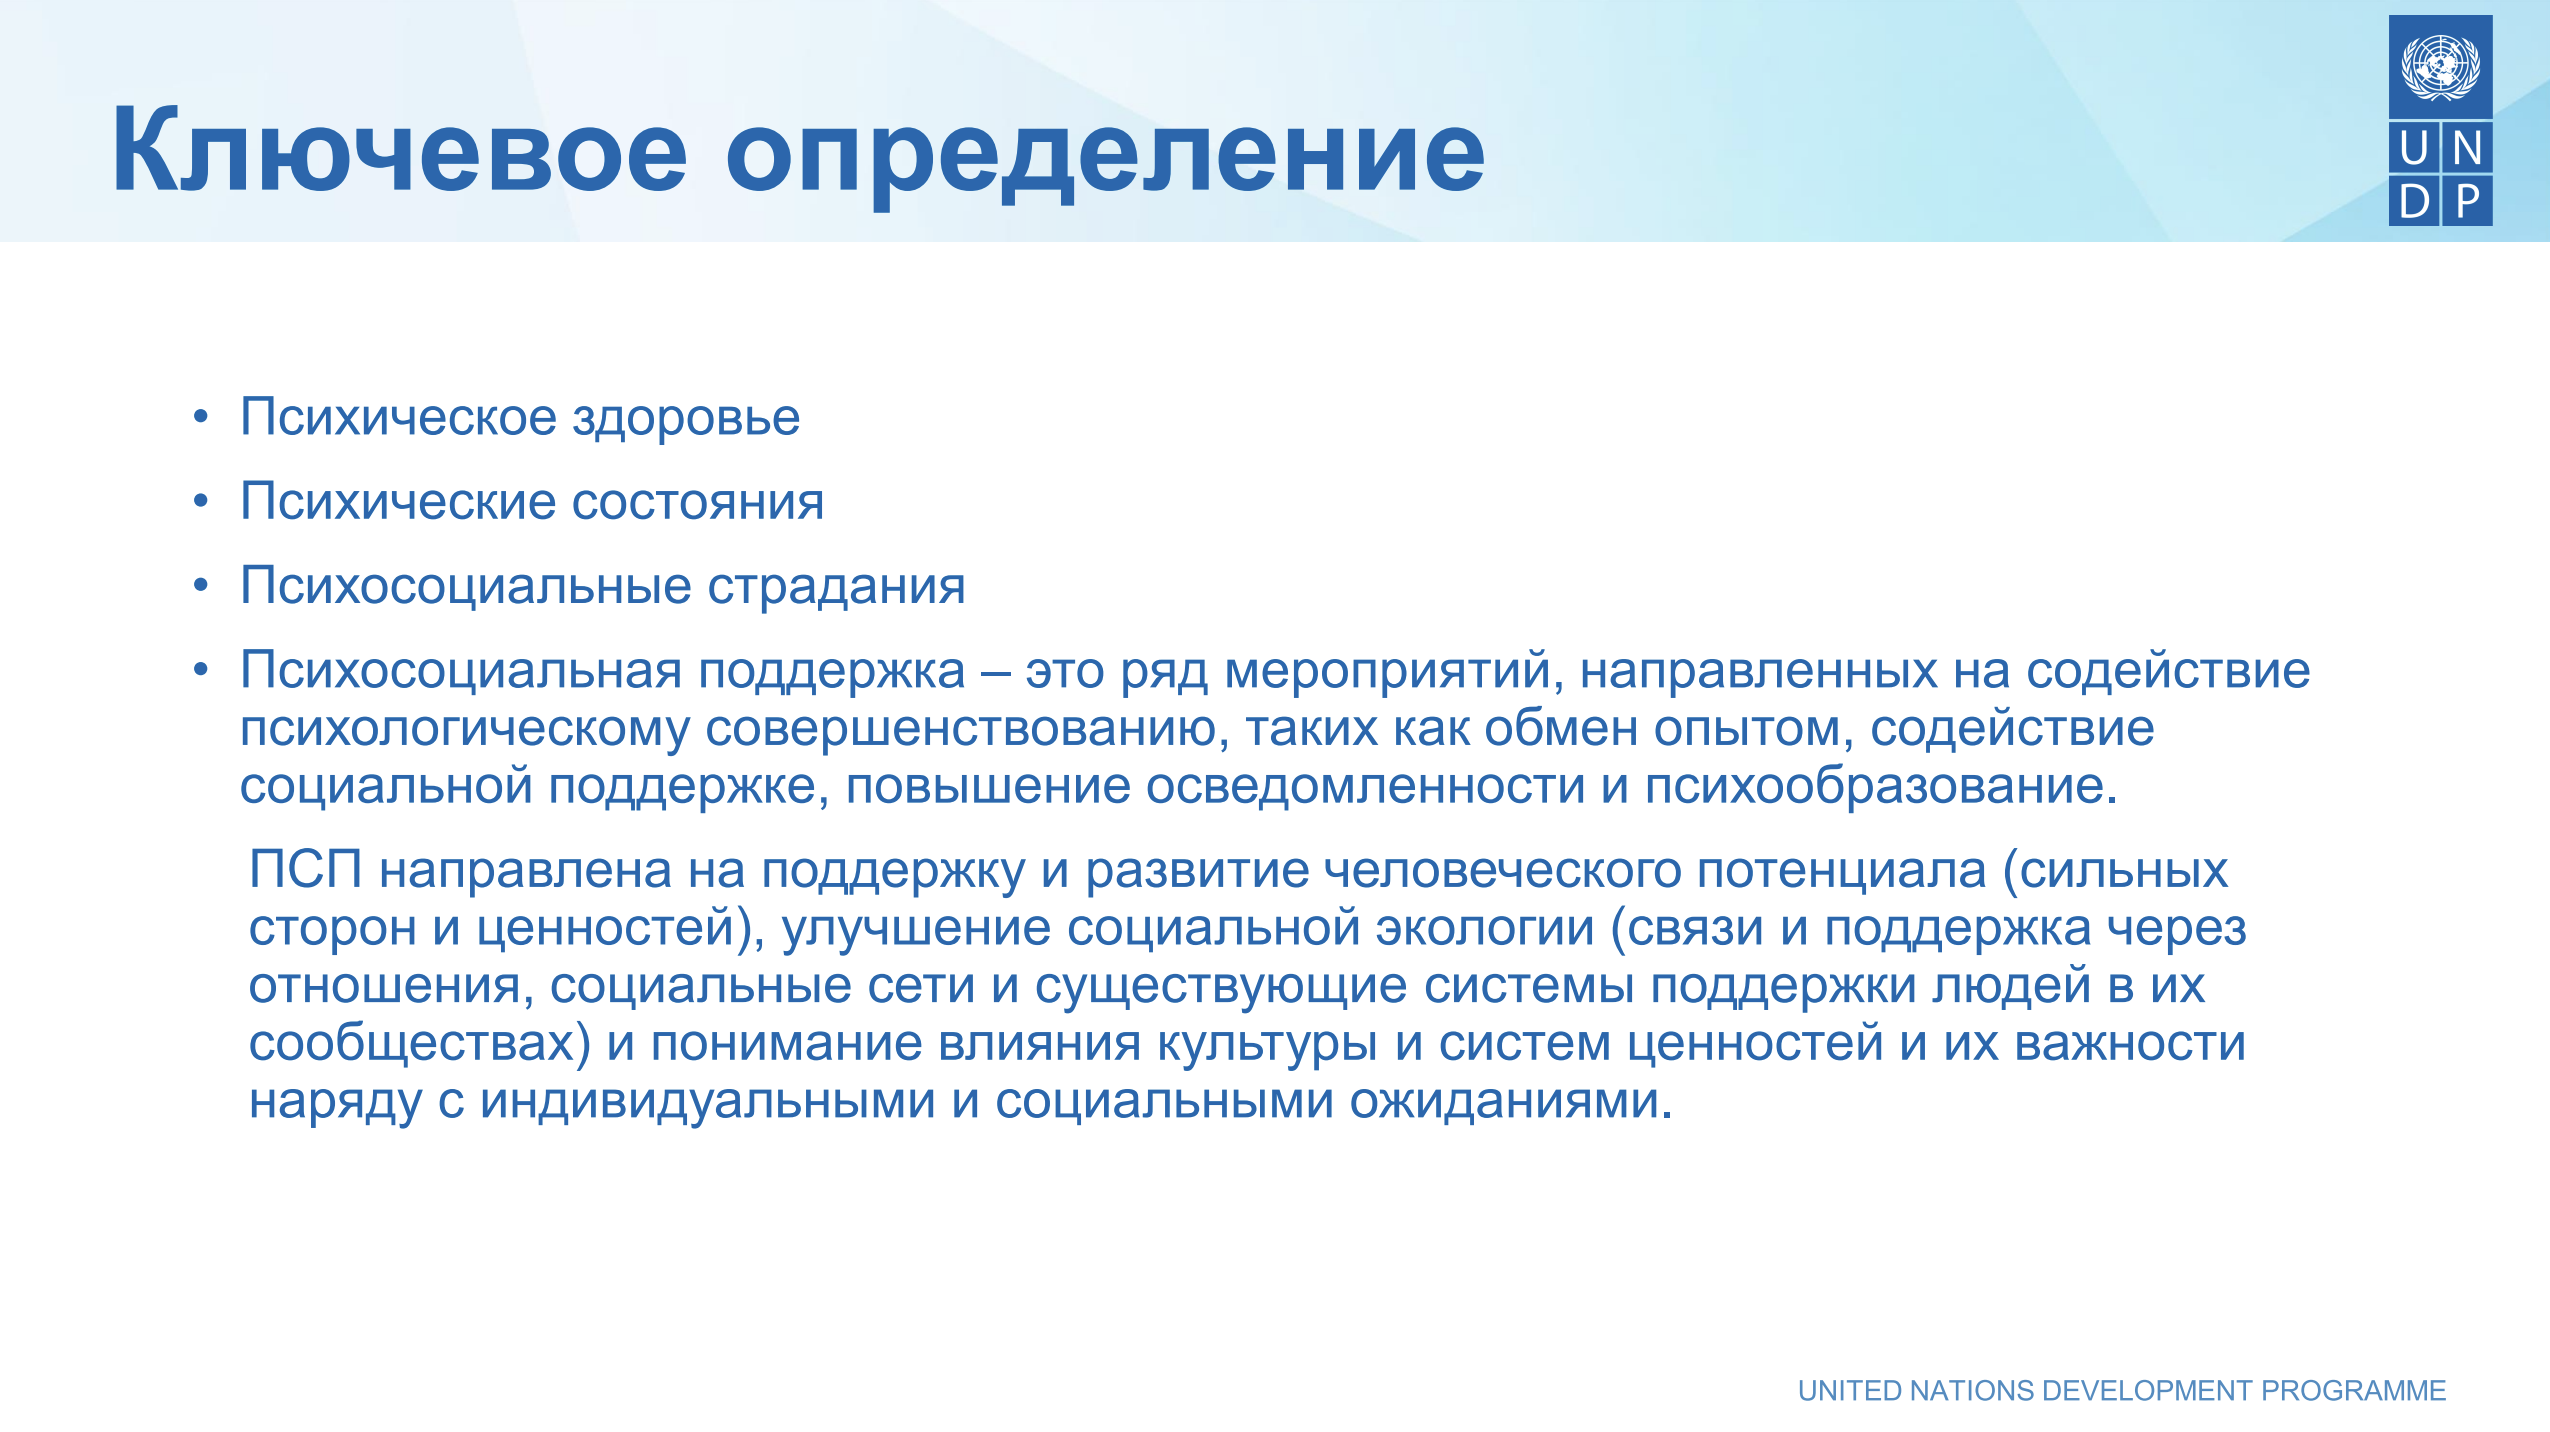 Ключевое определение
UN
DP
• Психическое здоровье
• Психические состояния
• Психосоциальные страдания
• Психосоциальная поддержка – это ряд мероприятий, направленных на содействие
психологическому совершенствованию, таких как обмен опытом, содействие
социальной поддержке, повышение осведомленности и психообразование.
ПСП направлена на поддержку и развитие человеческого потенциала (сильных
сторон и ценностей), улучшение социальной экологии (связи и поддержка через
отношения, социальные сети и существующие системы поддержки людей в их
сообществах) и понимание влияния культуры и систем ценностей и их важности
наряду с индивидуальными и социальными ожиданиями.
UNITED NATIONS DEVELOPMENT PROGRAMME